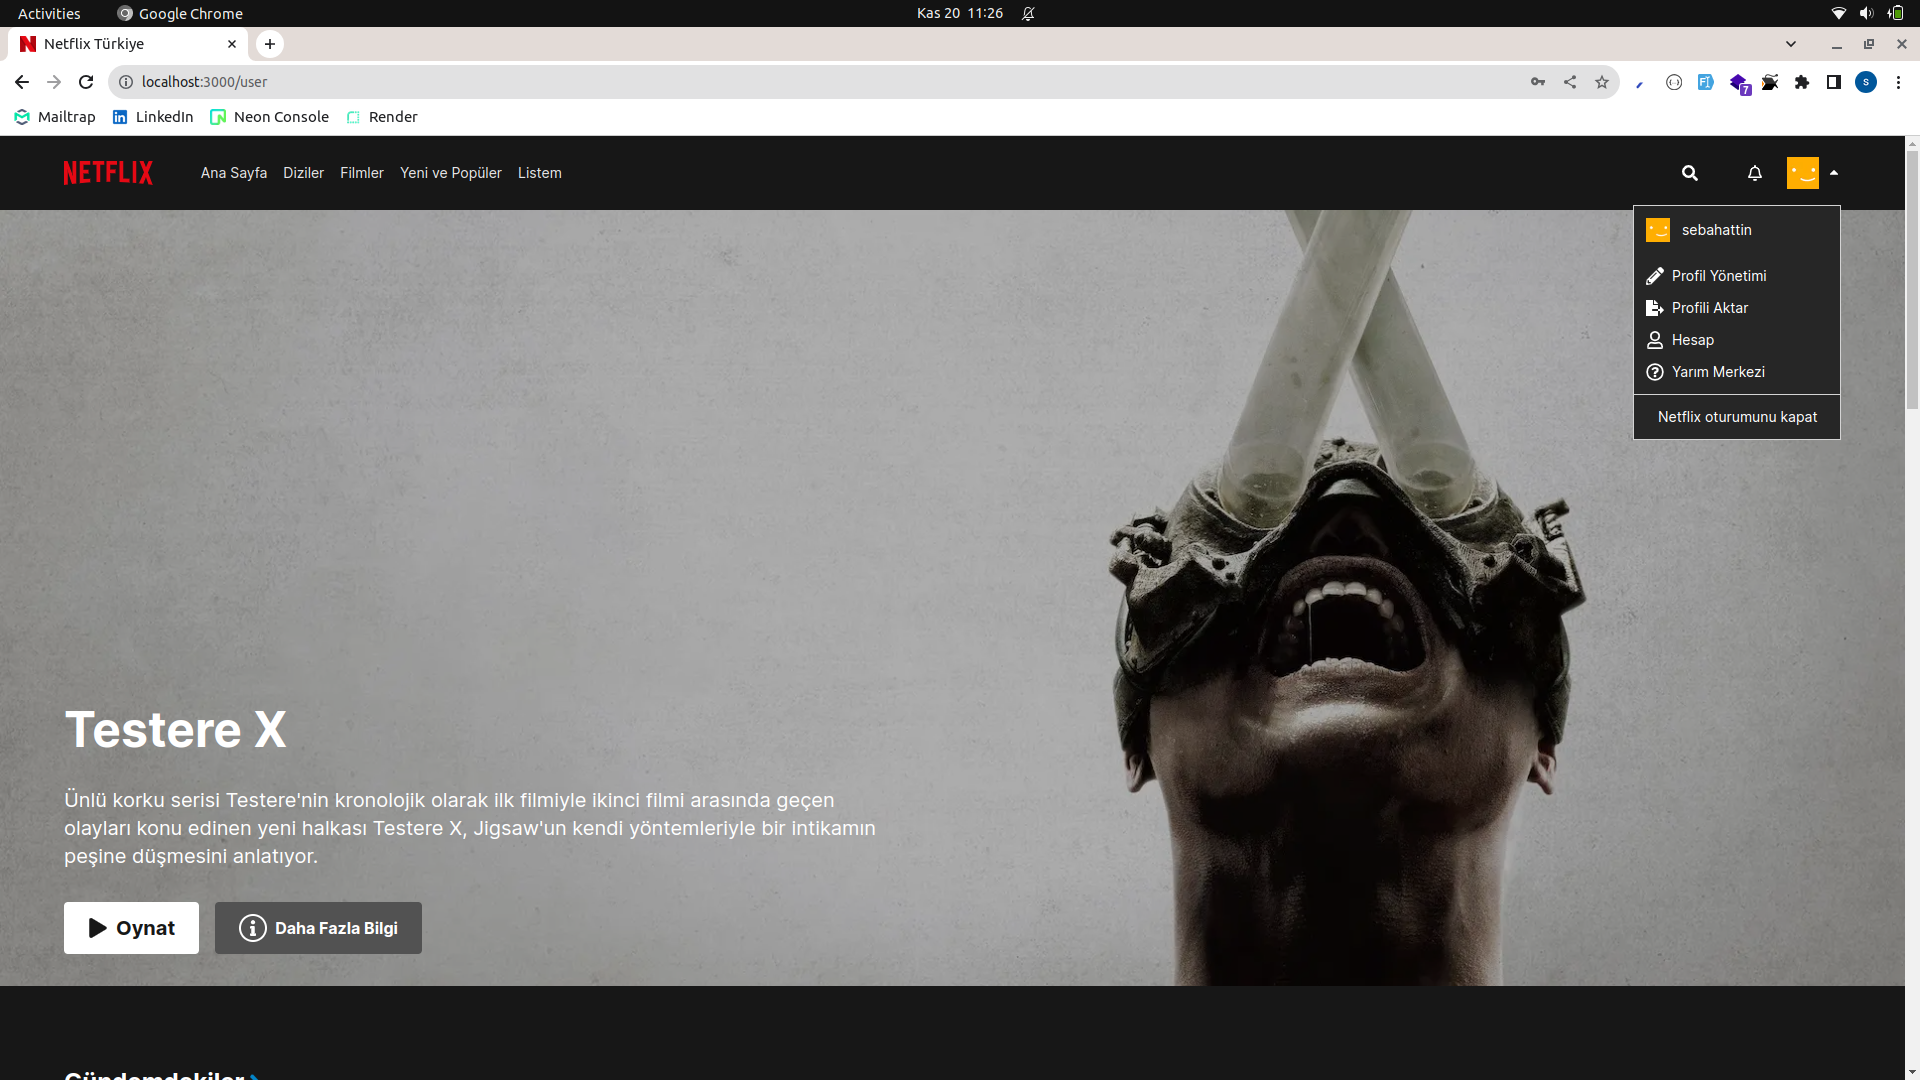 Activities
Google Chrome
Kas 20 11:26
Netflix Türkiye
localhost:3000/user
7
s
Mailtrap
LinkedIn
Neon Console
Render
NETFLIX
Ana Sayfa
Diziler
Filmler
Yeni ve Popüler
Listem
sebahattin
Profil Yönetimi
Profili Aktar
Hesap
Yarım Merkezi
Netflix oturumunu kapat
Testere X
Ünlü korku serisi Testere'nin kronolojik olarak ilk filmiyle ikinci filmi arasında geçen
olayları konu edinen yeni halkası Testere X, Jigsaw'un kendi yöntemleriyle bir intikamın
peşine düşmesini anlatıyor.
Oynat
Daha Fazla Bilgi
Gündemdekiler